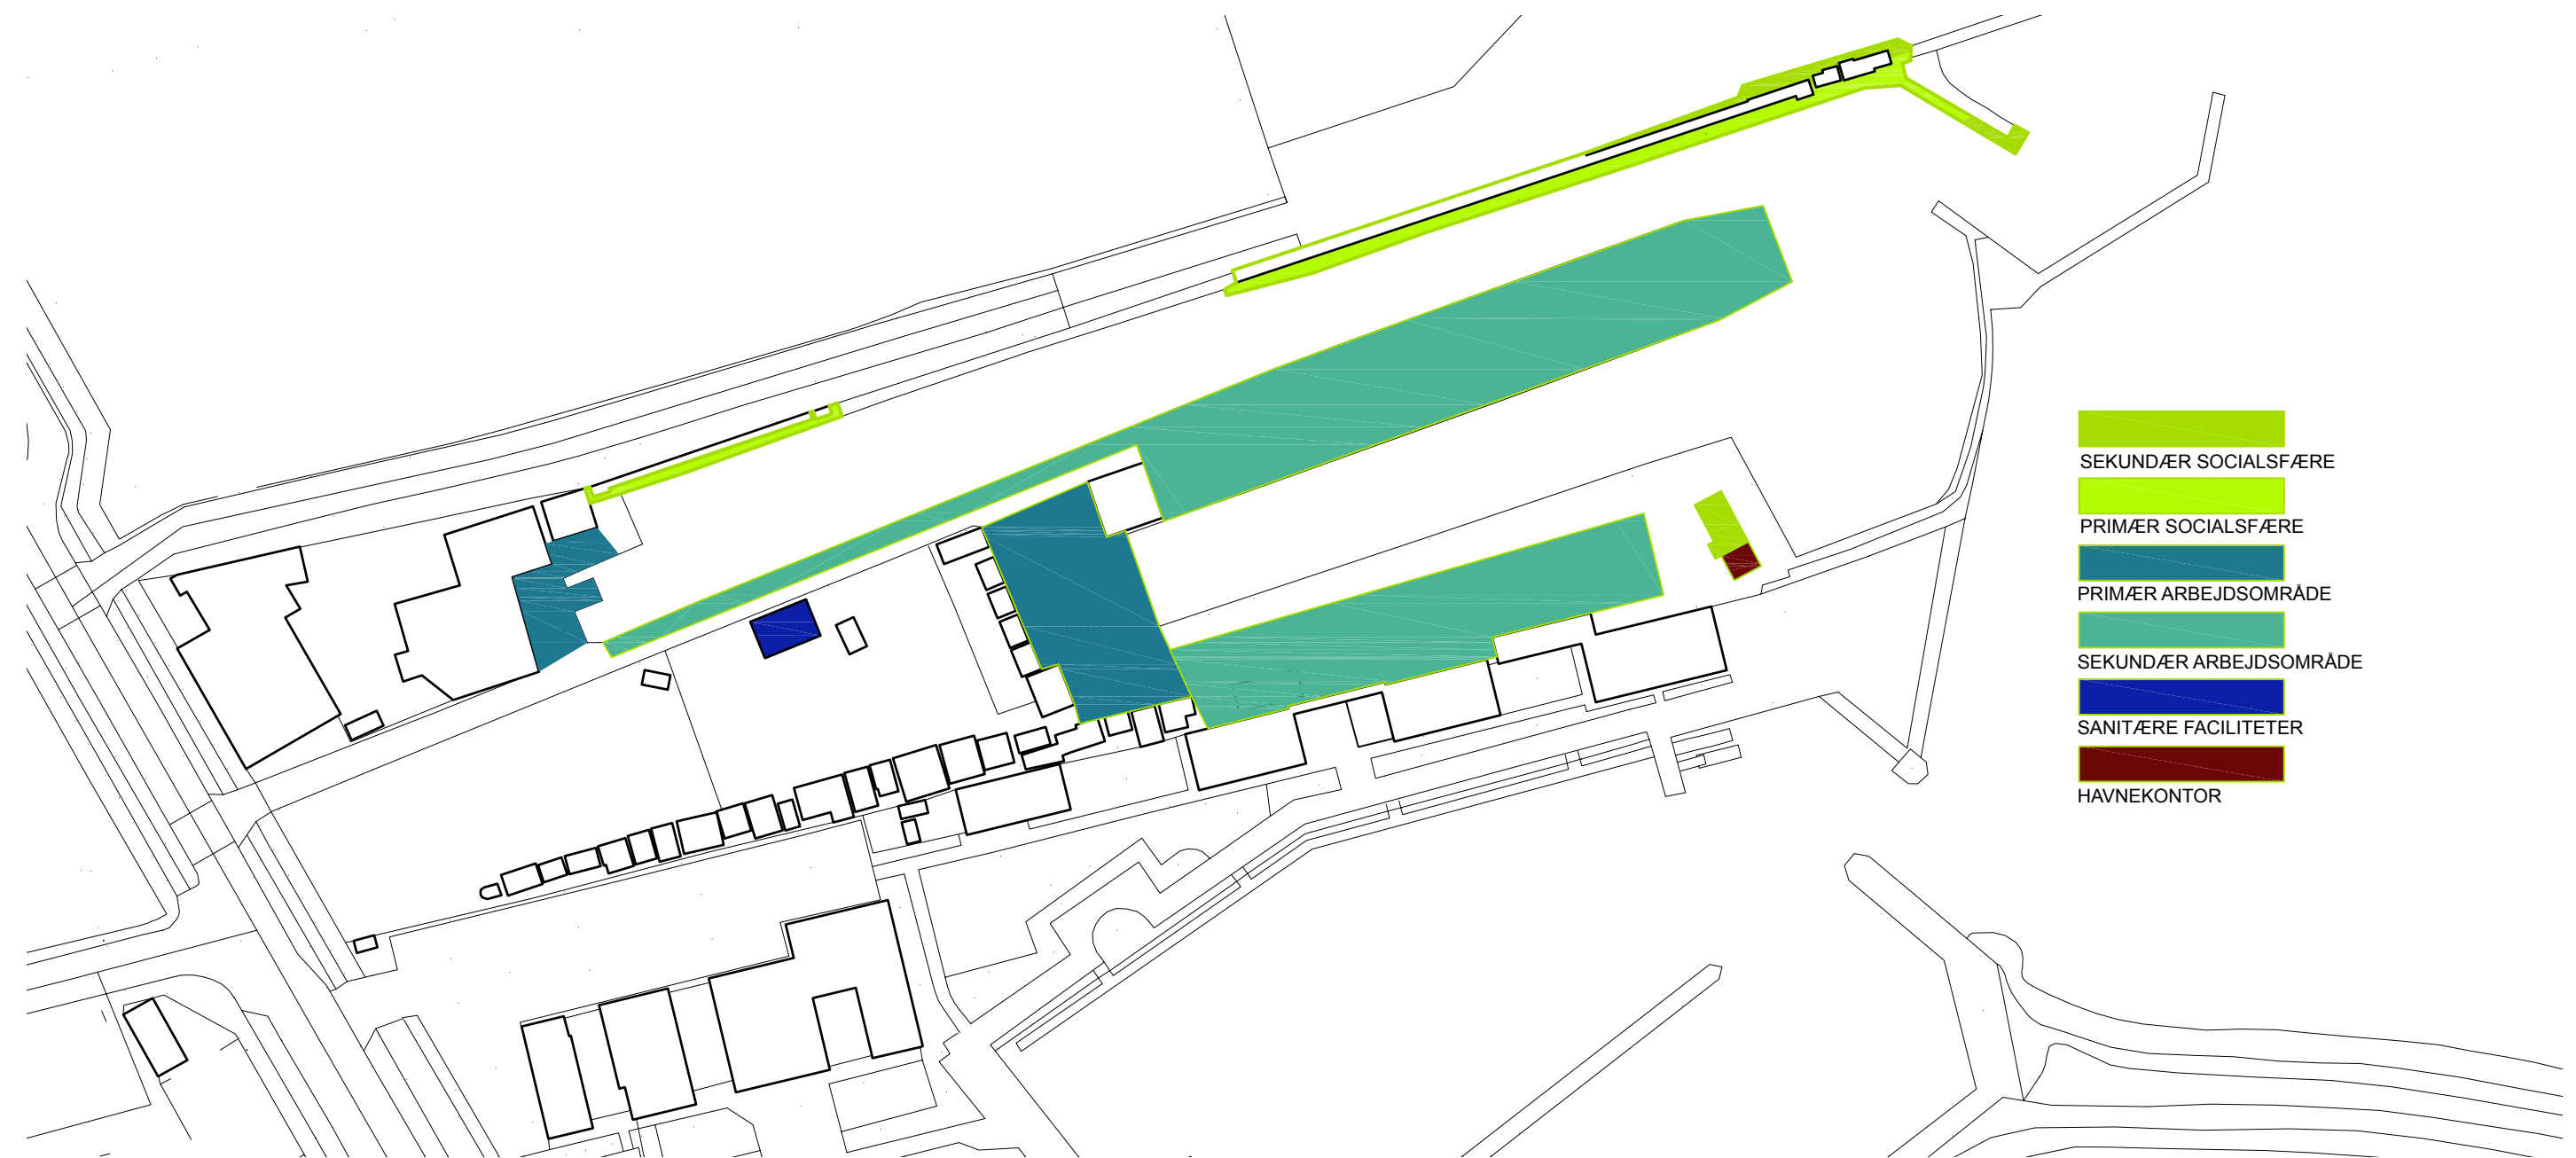 SEKUNDÆR SOCIALSFÆRE
PRIMÆR SOCIALSFÆRE
PRIMÆR ARBEJDSOMRÅDE
SEKUNDÆR ARBEJDSOMRÅDE
SANITÆRE FACILITETER
HAVNEKONTOR